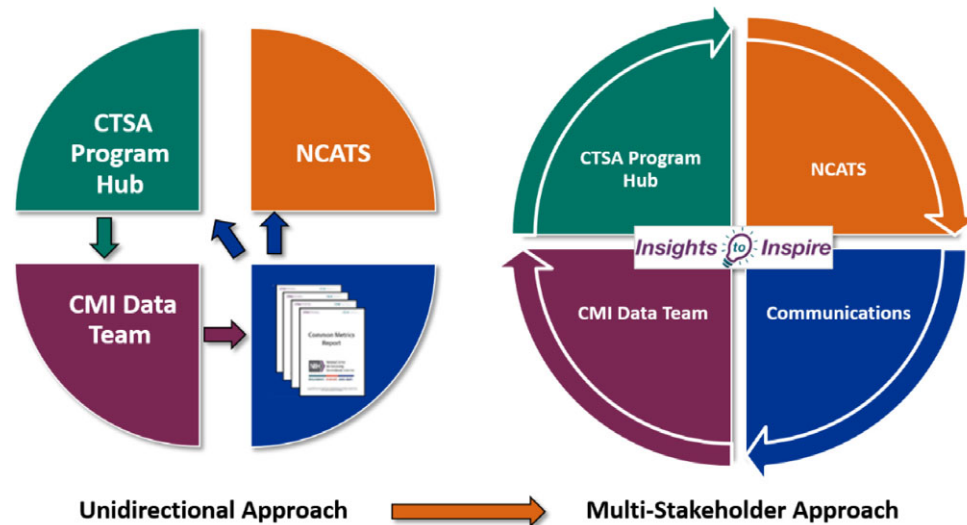 CTSA
Program
Hub
NCATS
CMI Data
Team
Common Metrics
Report
Unidirectional Approach
CTSA Program
Hub
NCATS
Insights to Inspire
CMI Data Team
Communications
Multi-Stakeholder Approach